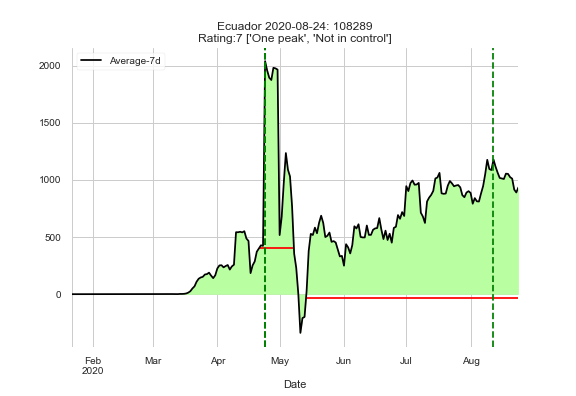 Ecuador 2020-08-24: 108289
Rating:7 ['One peak', 'Not in control']
Average-7d
2000
1500
1000
500
0
Feb
2020
Mar
Apr
May
Jun
Jul
Aug
Date